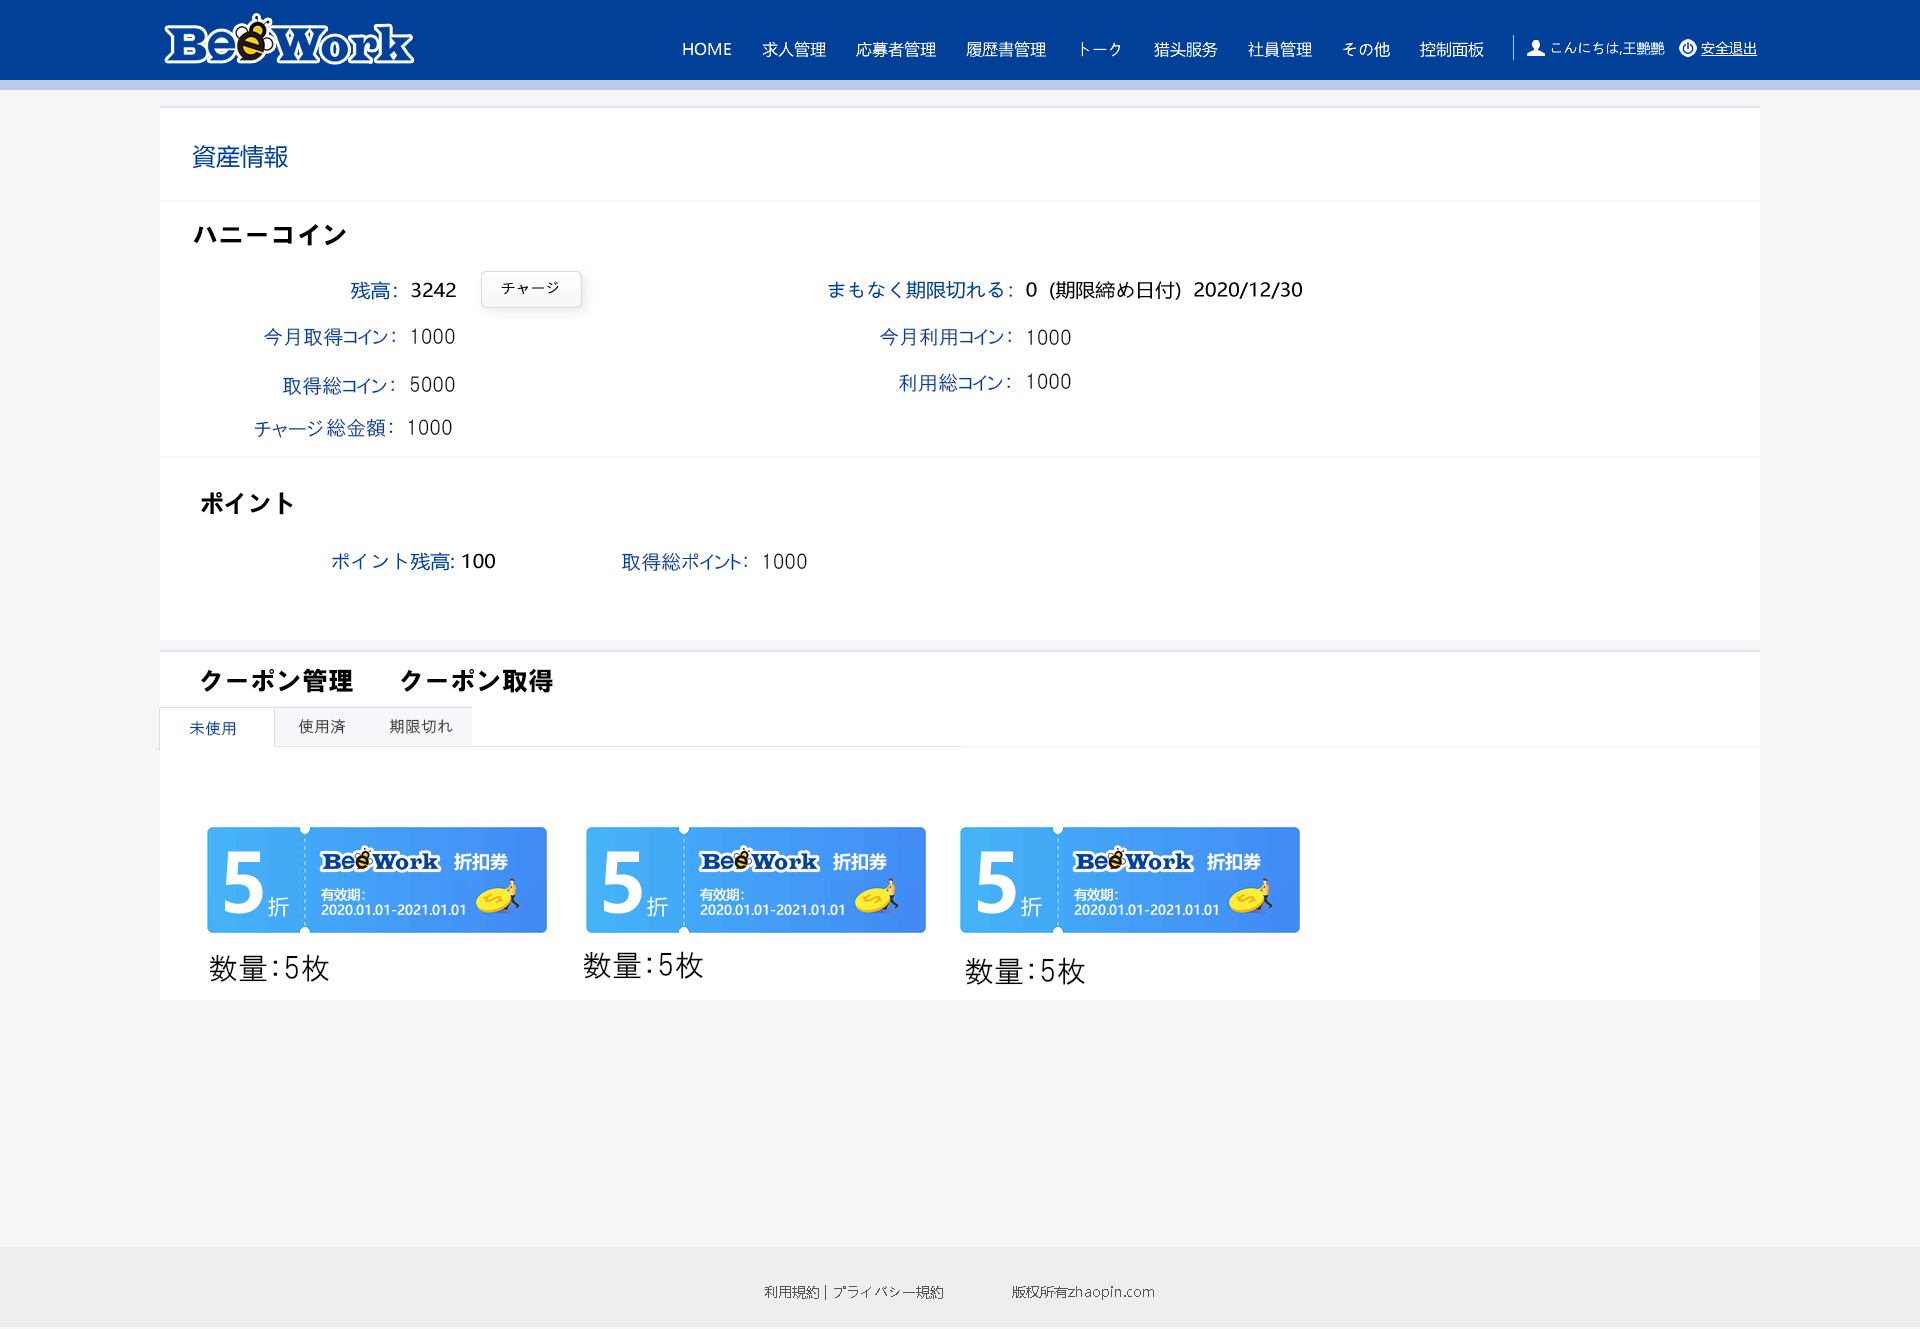 BeeWork
HOME 求人管理 応募者管理 履歴書管理 トーク 猎头服务 社員管理 その他 控制面板 こんにちは,王艷艷 安全退出
資産情報
ハニーコイン
残高: 3242 チャージ まもなく期限切れる: 0 (期限締め日付) 2020/12/30
今月取得コイン: 1000 今月利用コイン: 1000
取得総コイン: 5000 利用総コイン: 1000
チャージ総金額: 1000
ポイント
ポイント残高: 100 取得総ポイント: 1000
クーポン管理 クーポン取得
未使用 使用済 期限切れ
5折 BeeWork 折扣券
有效期:
2020.01.01-2021.01.01
数量:5枚
5折 BeeWork 折扣券
有效期:
2020.01.01-2021.01.01
数量:5枚
5折 BeeWork 折扣券
有效期:
2020.01.01-2021.01.01
数量:5枚
利用規約 | プライバシー規約 版权所有zhaopin.com